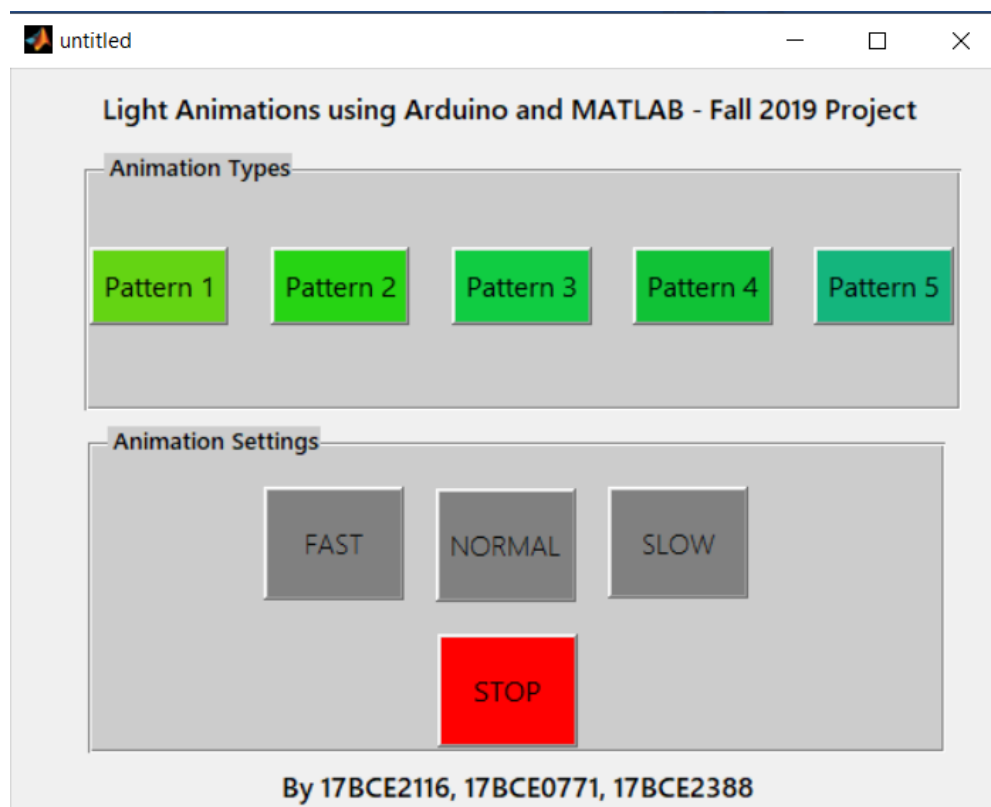 untitled
Light Animations using Arduino and MATLAB - Fall 2019 Project
Animation Types
Pattern 1 Pattern 2 Pattern 3 Pattern 4 Pattern 5
Animation Settings
FAST NORMAL SLOW
STOP
By 17BCE2116, 17BCE0771, 17BCE2388